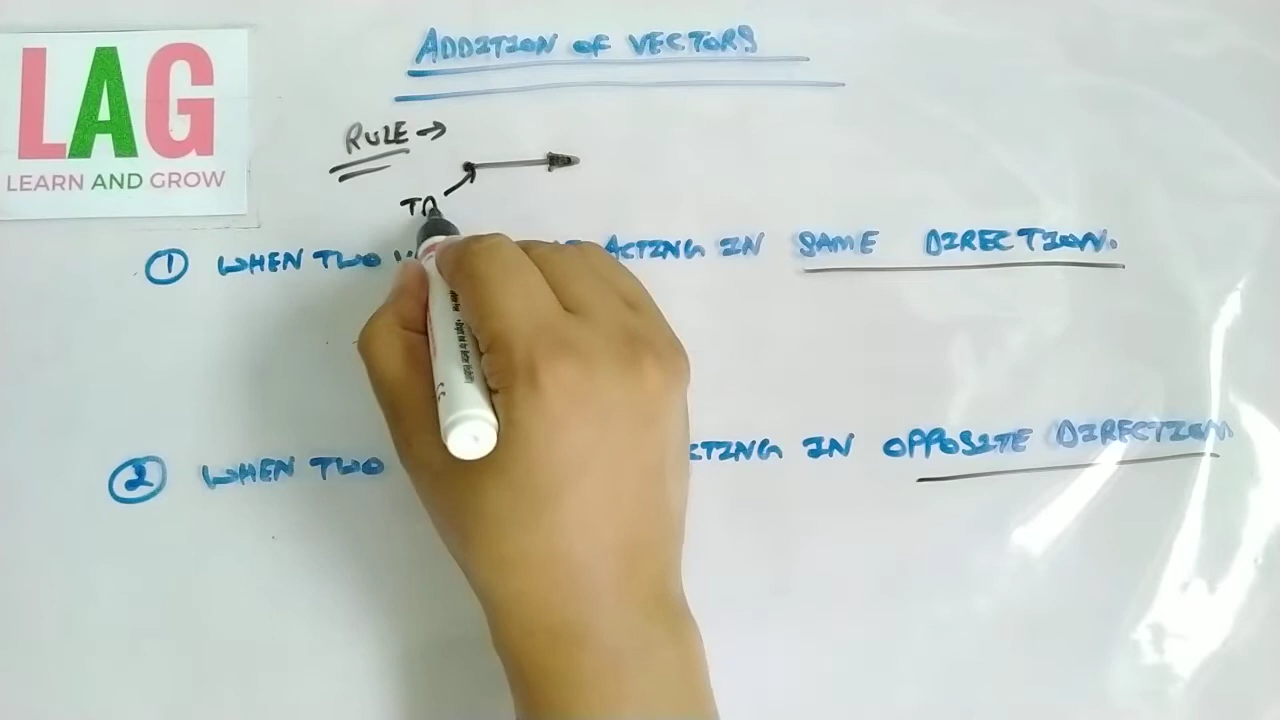 LAG
LEARN AND GROW
ADDITION OF VECTORS
RULE →
TA
① WHEN TWO ACTING IN SAME DIRECTION.
② WHEN TWO CTING IN OPPOSITE DIRECTION